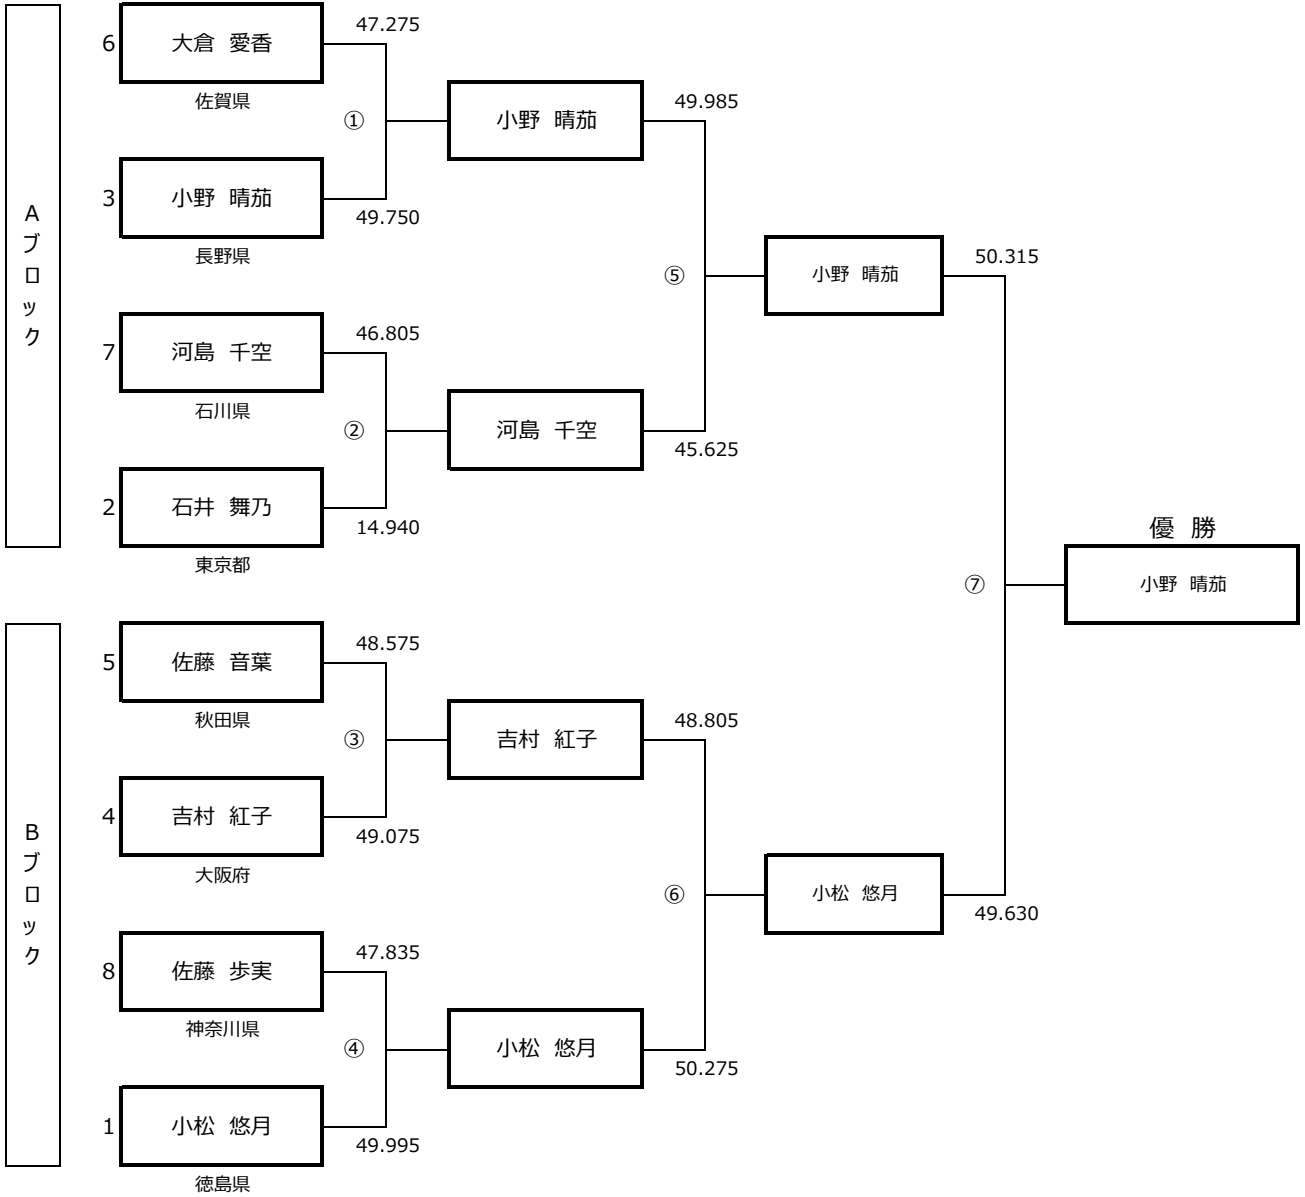 Aブロック
6
大倉 愛香
47.275
佐賀県
①
小野 晴茄
49.985
3
小野 晴茄
49.750
長野県
⑤
小野 晴茄
50.315
7
河島 千空
46.805
石川県
②
河島 千空
45.625
2
石井 舞乃
14.940
東京都
優 勝
⑦
小野 晴茄
Bブロック
5
佐藤 音葉
48.575
秋田県
③
吉村 紅子
48.805
4
吉村 紅子
49.075
大阪府
⑥
小松 悠月
49.630
8
佐藤 歩実
47.835
神奈川県
④
小松 悠月
50.275
1
小松 悠月
49.995
徳島県